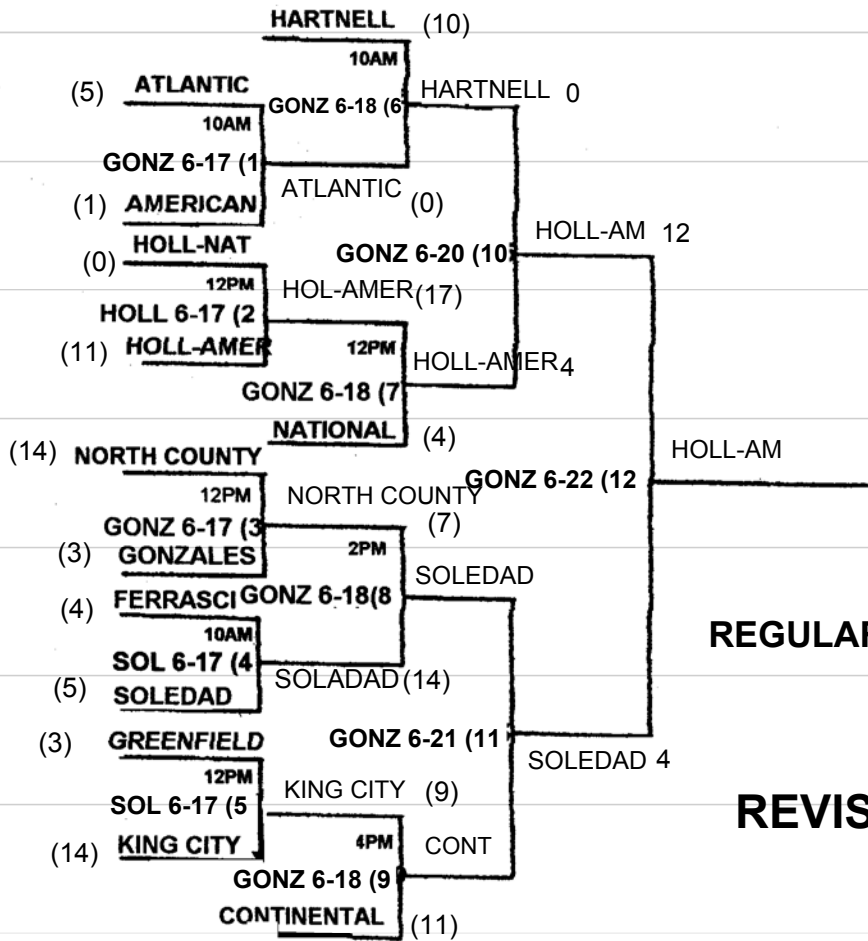 HARTNELL (10)
10AM
(5) ATLANTIC
GONZ 6-18 (6
HARTNELL 0
10AM
GONZ 6-17 (1
ATLANTIC (0)
(1) AMERICAN
HOLL-AM 12
(0) HOLL-NAT
GONZ 6-20 (10
12PM
HOL-AMER (17)
HOLL 6-17 (2
(11) HOLL-AMER
12PM
HOLL-AMER 4
GONZ 6-18 (7
NATIONAL (4)
(14) NORTH COUNTY
HOLL-AM
GONZ 6-22 (12
12PM
NORTH COUNTY (7)
GONZ 6-17 (3
(3) GONZALES
2PM
SOLEDAD
(4) FERRASCI
GONZ 6-18(8
10AM
REGULAR
SOL 6-17 (4
SOLADAD (14)
(5) SOLEDAD
(3) GREENFIELD
GONZ 6-21 (11
SOLEDAD 4
12PM
KING CITY (9)
SOL 6-17 (5
REVIS
(14) KING CITY
4PM
CONT
GONZ 6-18 (9
CONTINENTAL (11)